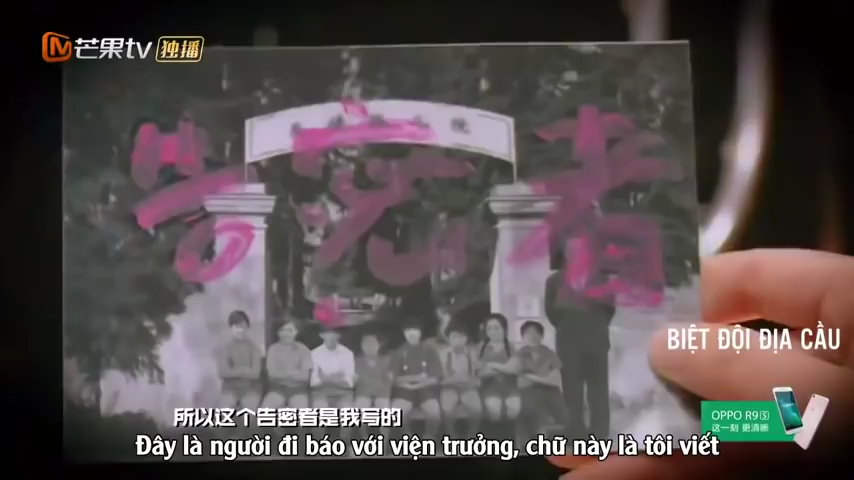 芒果tv 独播
告密者
BIỆT ĐỘI ĐỊA CẦU
OPPO R9s
这一刻 更清晰
所以这个告密者是我写的
Đây là người đi báo với viện trưởng, chữ này là tôi viết